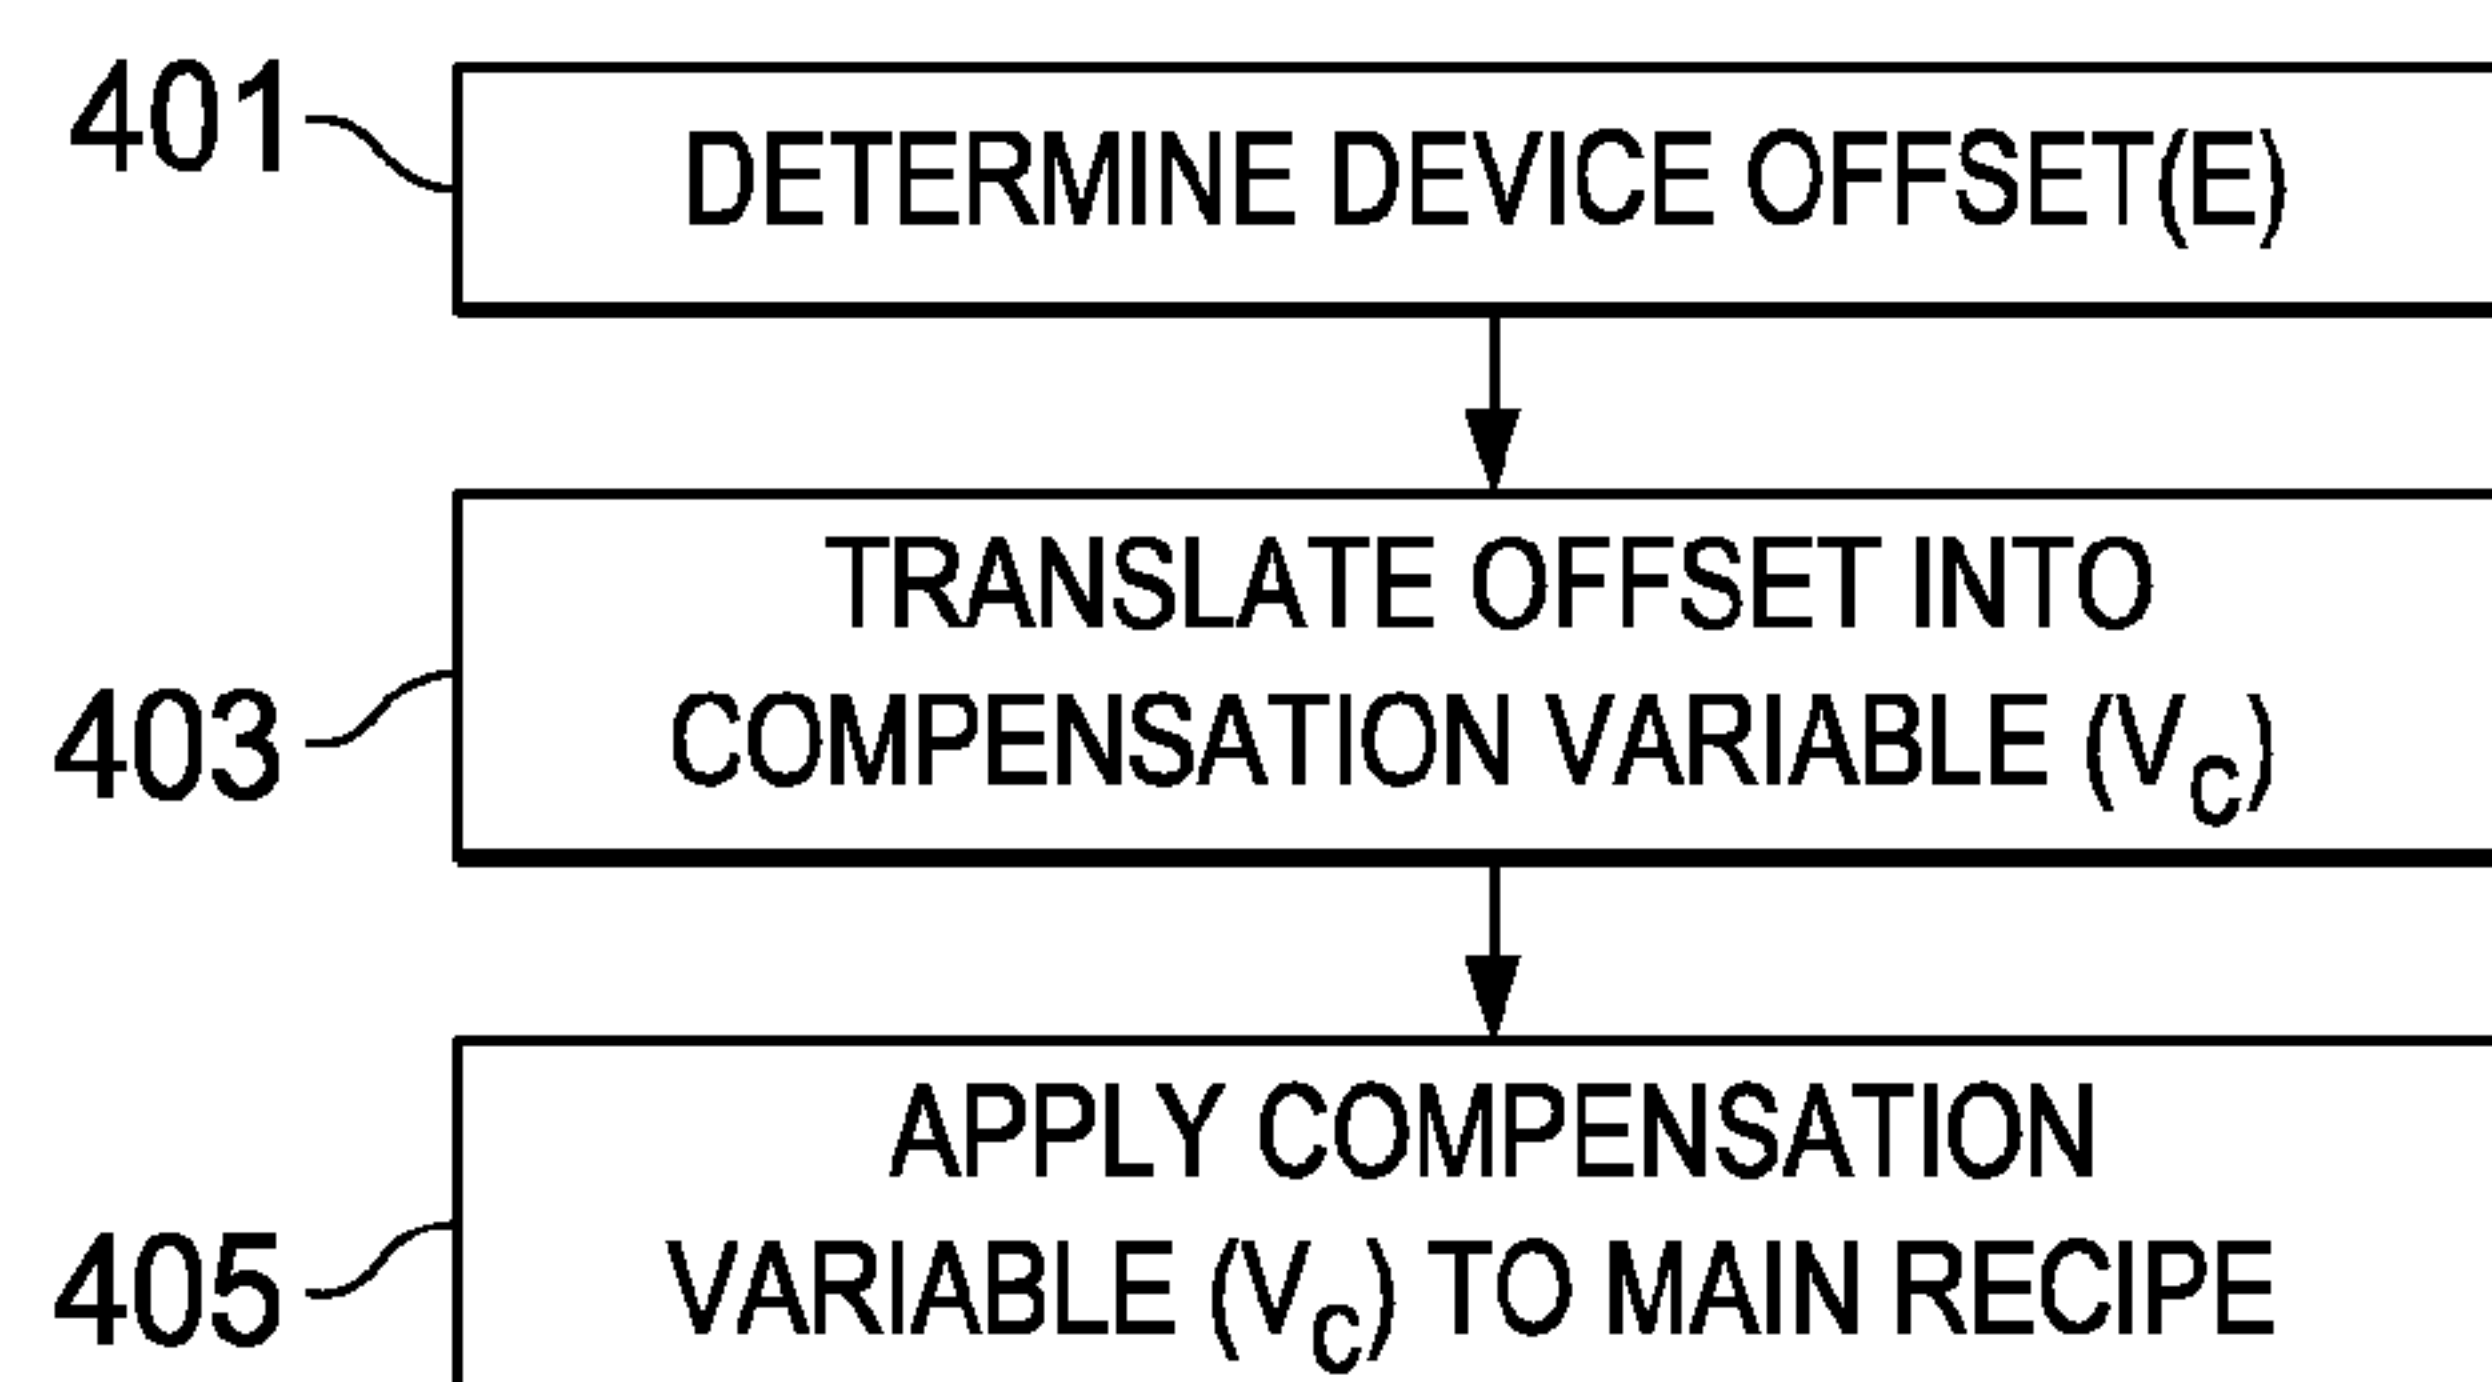 401
DETERMINE DEVICE OFFSET(E)
TRANSLATE OFFSET INTO
403
COMPENSATION VARIABLE (VC)
APPLY COMPENSATION
405
VARIABLE (VC) TO MAIN RECIPE